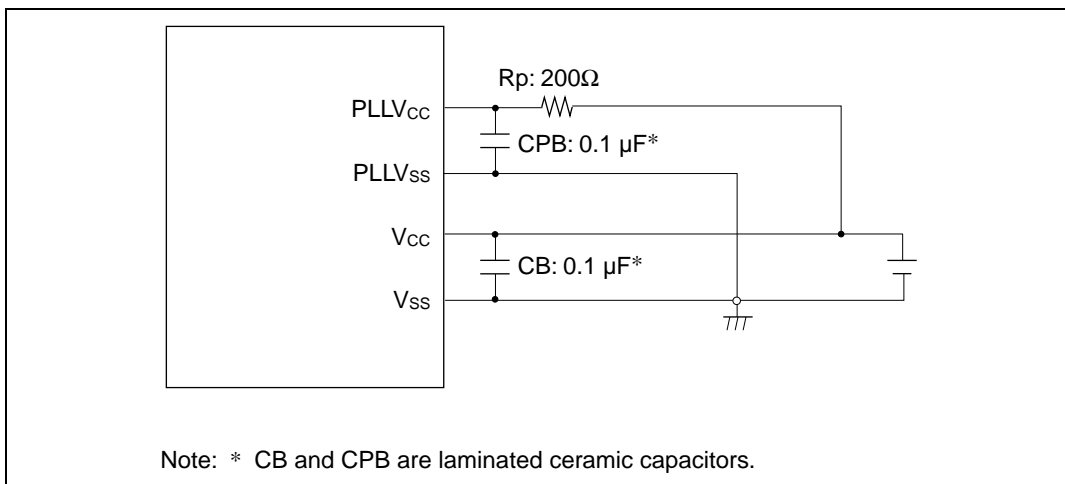 Rp: 200Ω
PLLVCC
CPB: 0.1 µF*
PLLVSS
VCC
CB: 0.1 µF*
VSS
Note: * CB and CPB are laminated ceramic capacitors.